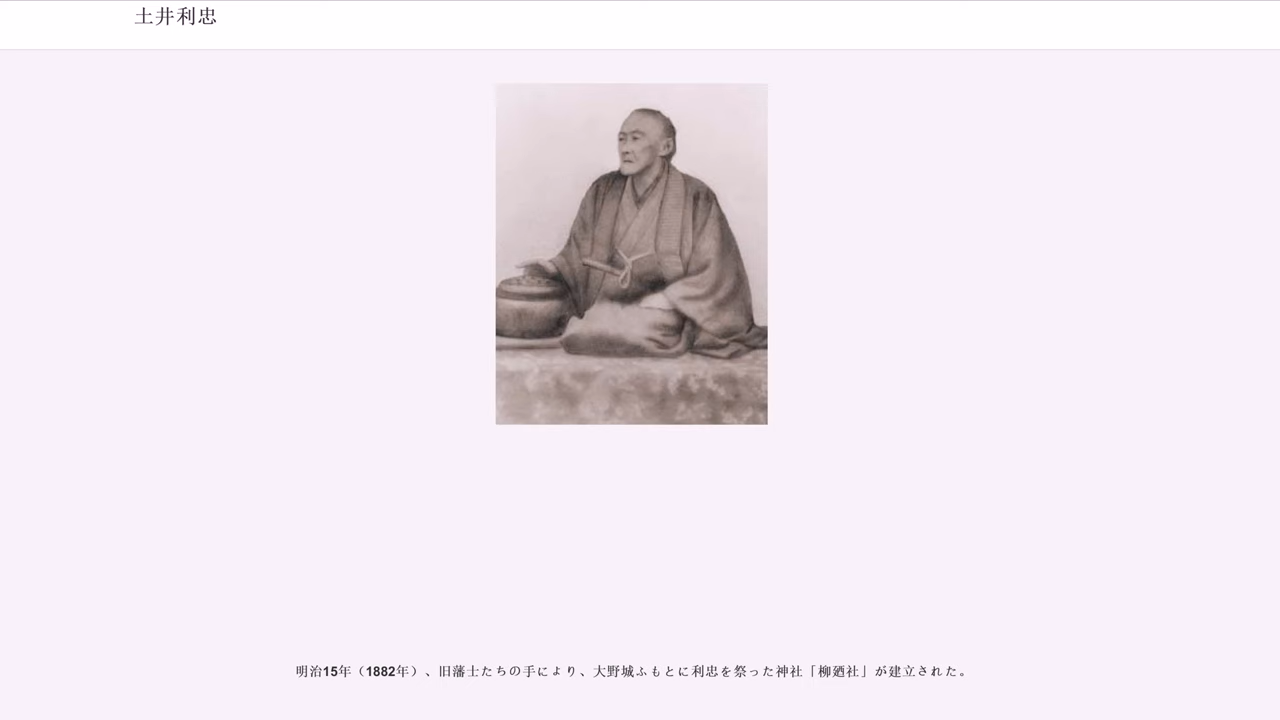 土井利忠
明治15年（1882年）、旧藩士たちの手により、大野城ふもとに利忠を祭った神社「柳廼社」が建立された。